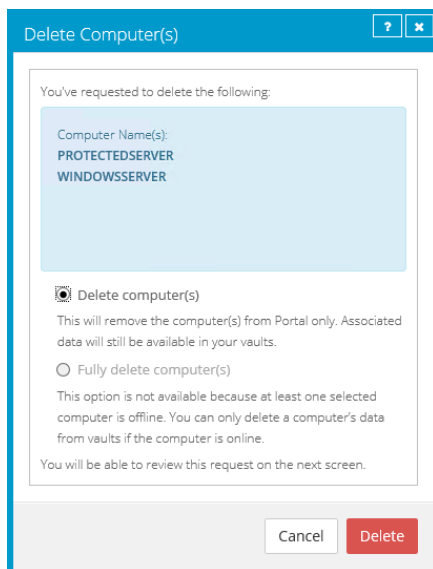 Delete Computer(s)
?
×
You've requested to delete the following:
Computer Name(s):
PROTECTEDSERVER
WINDOWSSERVER
Delete computer(s)
This will remove the computer(s) from Portal only. Associated
data will still be available in your vaults.
Fully delete computer(s)
This option is not available because at least one selected
computer is offline. You can only delete a computer's data
from vaults if the computer is online.
You will be able to review this request on the next screen.
Cancel
Delete